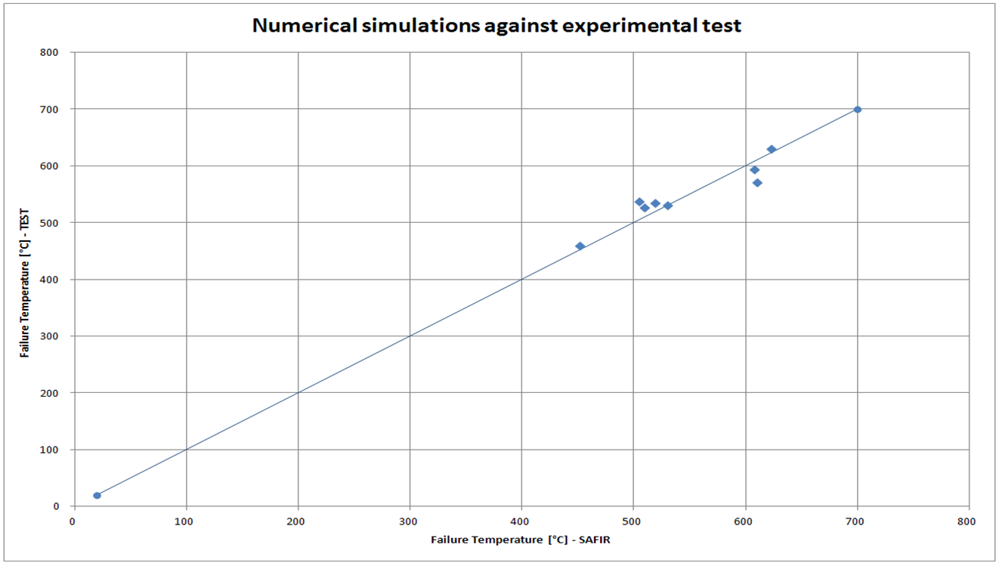 Numerical simulations against experimental test
800
700
600
500
400
300
200
100
0
Failure Temperature [°C] - TEST
0 100 200 300 400 500 600 700 800
Failure Temperature [°C] - SAFIR